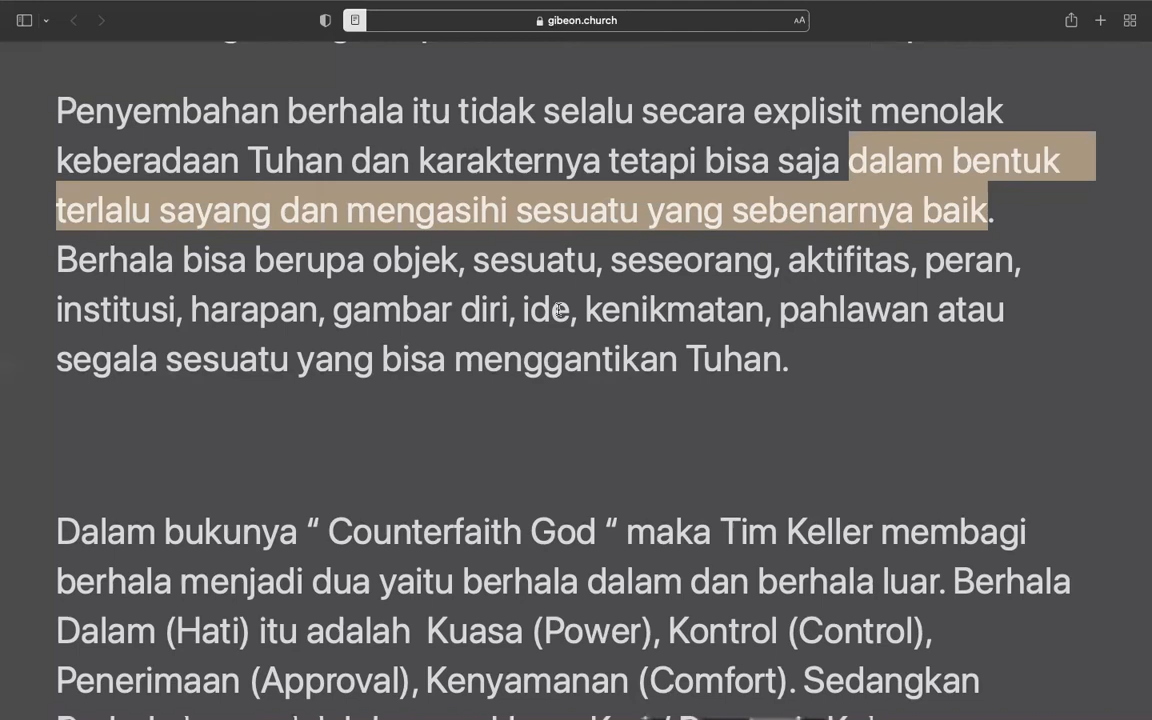 gibeon.church
AA
Penyembahan berhala itu tidak selalu secara explisit menolak
keberadaan Tuhan dan karakternya tetapi bisa saja dalam bentuk
terlalu sayang dan mengasihi sesuatu yang sebenarnya baik.
Berhala bisa berupa objek, sesuatu, seseorang, aktifitas, peran,
institusi, harapan, gambar diri, ide, kenikmatan, pahlawan atau
segala sesuatu yang bisa menggantikan Tuhan.
Dalam bukunya “ Counterfaith God “ maka Tim Keller membagi
berhala menjadi dua yaitu berhala dalam dan berhala luar. Berhala
Dalam (Hati) itu adalah Kuasa (Power), Kontrol (Control),
Penerimaan (Approval), Kenyamanan (Comfort). Sedangkan